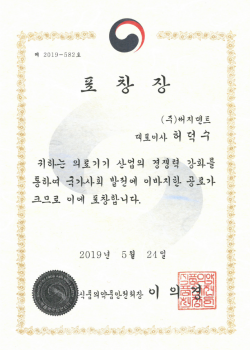 제 2019-582호
표 창 장
(주)버지덴트
대표이사 허덕수
귀하는 의료기기 산업의 경쟁력 강화를
통하여 국가사회 발전에 이바지한 공로가
크므로 이에 표창합니다.
2019년 5월 24일
식품의약품안전처장 이의경